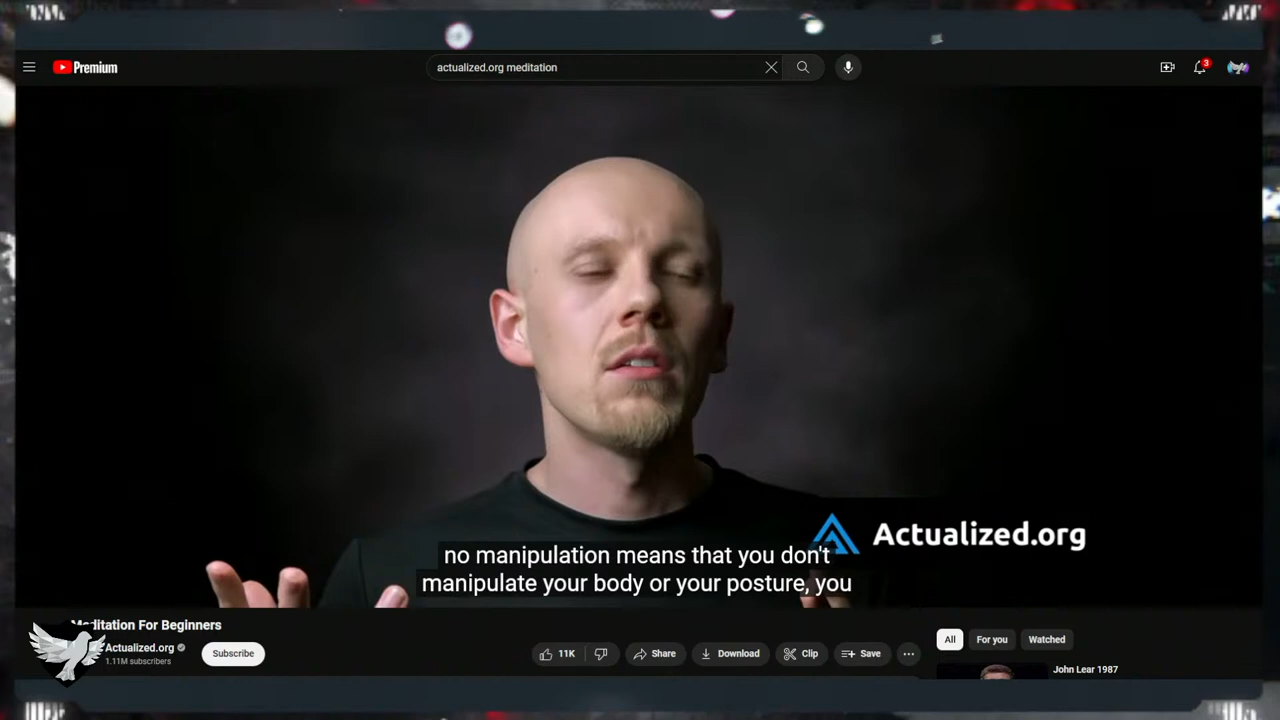 Premium
actualized.org meditation
3
Actualized.org
no manipulation means that you don't
manipulate your body or your posture, you
Meditation For Beginners
Actualized.org
1.11M subscribers
Subscribe
11K
Share
Download
Clip
Save
All
For you
Watched
John Lear 1987